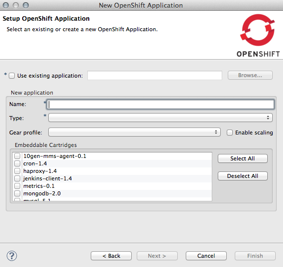 New OpenShift Application
Setup OpenShift Application
Select an existing or create a new OpenShift Application.
OPENSHIFT
* Use existing application:
Browse...
New application
Name: *
Type: *
Gear profile:
Enable scaling
Embeddable Cartridges
10gen-mms-agent-0.1
cron-1.4
haproxy-1.4
jenkins-client-1.4
metrics-0.1
mongodb-2.0
mysql-5.1
Select All
Deselect All
?
< Back
Next >
Cancel
Finish